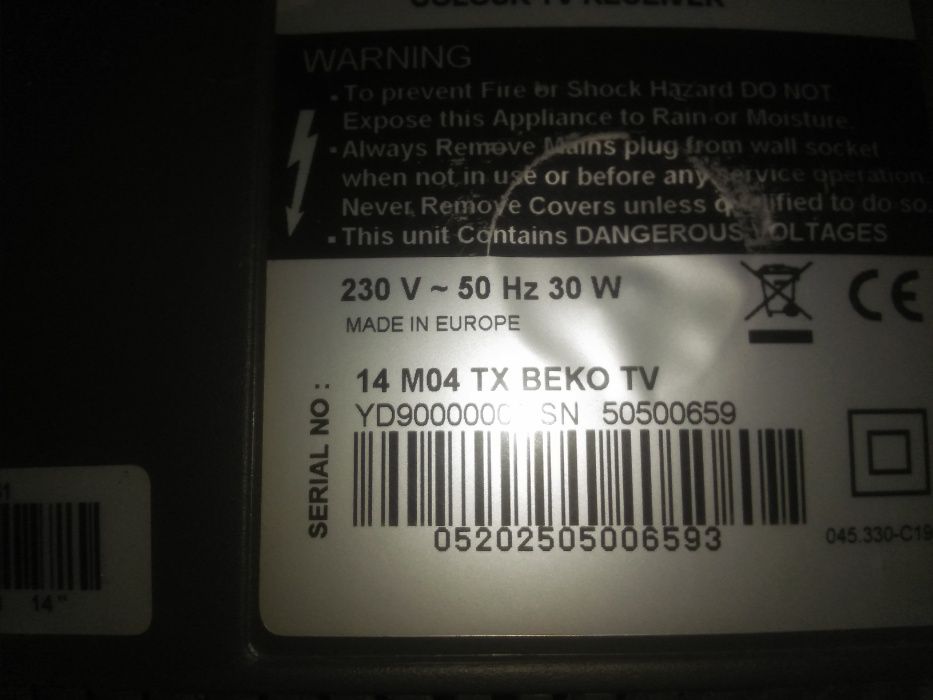 COLOUR TV RECEIVER
WARNING
▪To prevent Fire or Shock Hazard DO NOT
Expose this Appliance to Rain or Moisture.
▪Always Remove Mains plug from wall socket
when not in use or before any service operation
Never Remove Covers unless qualified to do so.
▪This unit Contains DANGEROUS VOLTAGES
230 V ~ 50 Hz 30 W
MADE IN EUROPE
CE
SERIAL NO :
14 M04 TX BEKO TV
SN 50500659
05202505006593
045.330-C19
14"